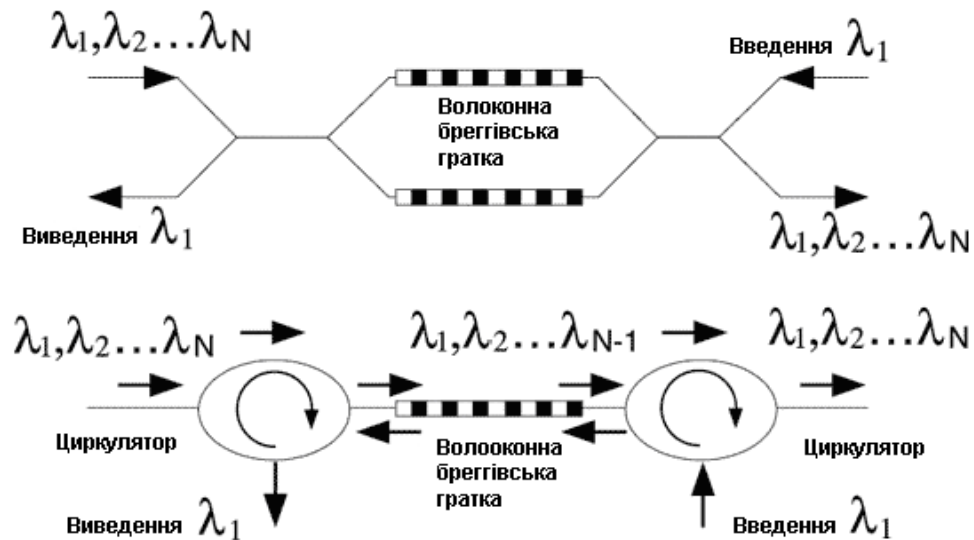 λ₁,λ₂...λN
Введення λ₁
Волоконна
бреггівська
гратка
Виведення λ₁
λ₁,λ₂...λN
λ₁,λ₂...λN
λ₁,λ₂...λN-1
λ₁,λ₂...λN
Циркулятор
Волооконна
бреггівська
гратка
Циркулятор
Виведення λ₁
Введення λ₁